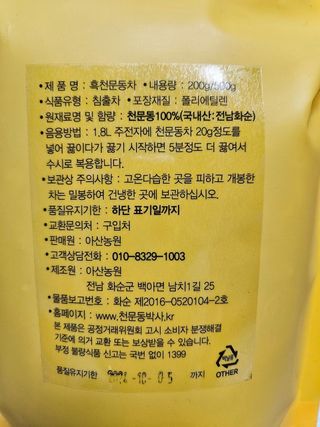 • 제 품 명 : 흑천문동차 • 내용량 : 200g/500g
• 식품유형 : 침출차 • 포장재질 : 폴리에틸렌
• 원재료명 및 함량 : 천문동100%(국내산:전남화순)
• 음용방법 : 1.8L 주전자에 천문동차 20g정도를
넣어 끓이다가 끓기 시작하면 5분정도 더 끓여서
수시로 복용합니다.
• 보관상 주의사항 : 고온다습한 곳을 피하고 개봉한
차는 밀봉하여 건냉한 곳에 보관하십시오.
• 품질유지기한 : 하단 표기일까지
• 교환문의처 : 구입처
• 판매원 : 아산농원
• 고객상담전화 : 010-8329-1003
• 제조원 : 아산농원
전남 화순군 백아면 남치1길 25
• 물품보고번호 : 화순 제2016-0520104-2호
• 홈페이지 : www.천문동박사.kr
본 제품은 공정거래위원회 고시 소비자 분쟁해결
기준에 의거 교환 또는 보상받을 수 있습니다.
부정 불량식품 신고는 국번 없이 1399
품질유지기한 10-05 까지
비닐류
OTHER